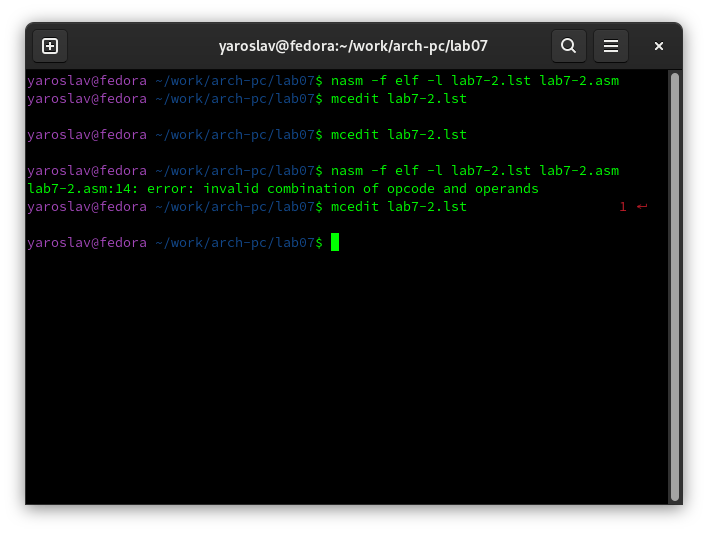 yaroslav@fedora:~/work/arch-pc/lab07
yaroslav@fedora ~/work/arch-pc/lab07$ nasm -f elf -l lab7-2.lst lab7-2.asm
yaroslav@fedora ~/work/arch-pc/lab07$ mcedit lab7-2.lst
yaroslav@fedora ~/work/arch-pc/lab07$ mcedit lab7-2.lst
yaroslav@fedora ~/work/arch-pc/lab07$ nasm -f elf -l lab7-2.lst lab7-2.asm
lab7-2.asm:14: error: invalid combination of opcode and operands
yaroslav@fedora ~/work/arch-pc/lab07$ mcedit lab7-2.lst 1 ↵
yaroslav@fedora ~/work/arch-pc/lab07$